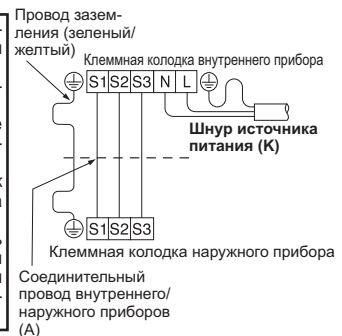 Провод зазем-
ления (зеленый/
желтый)
Клеммная колодка внутреннего прибора
S1 S2 S3 N L
Шнур источника
питания (K)
S1 S2 S3
Клеммная колодка наружного прибора
Соединительный
провод внутреннего/
наружного приборов
(A)